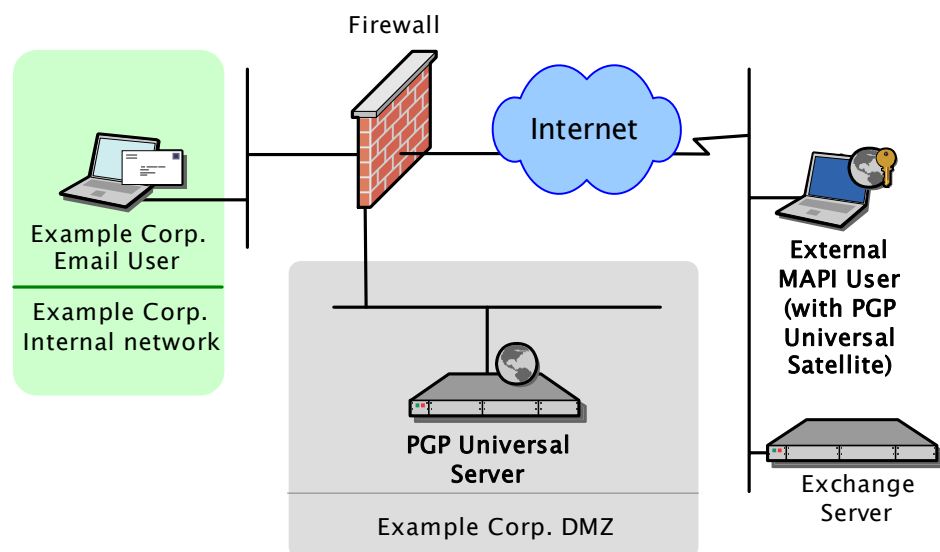 Firewall
Internet
Example Corp.
Email User
Example Corp.
Internal network
External
MAPI User
(with PGP
Universal
Satellite)
PGP Universal
Server
Exchange
Server
Example Corp. DMZ